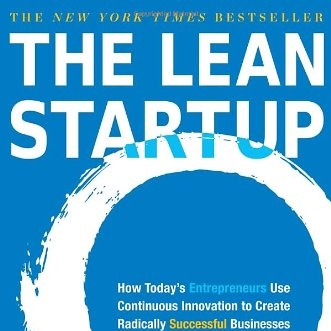 THE NEW YORK TIMES BESTSELLER
THE LEAN
STARTUP
How Today's Entrepreneurs Use
Continuous Innovation to Create
Radically Successful Businesses